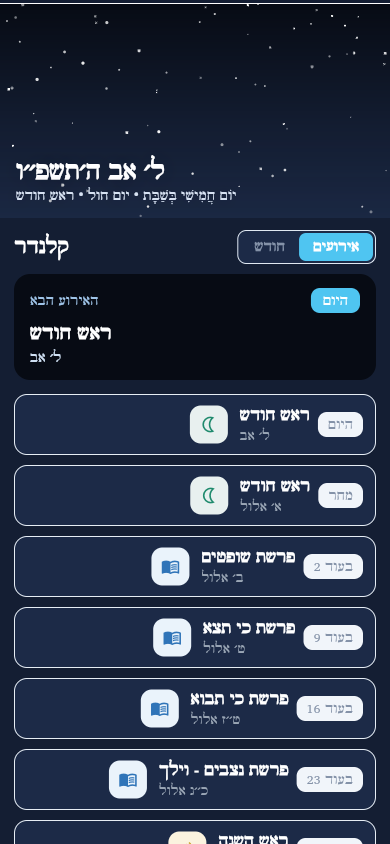 ל׳ אב ה׳תשפ״ו
יוֹם חֲמִישִׁי בְּשַׁבָּת • יום חול • ראש חודש
קלנדר
אירועים
חודש
היום
האירוע הבא
ראש חודש
ל׳ אב
היום
ראש חודש
ל׳ אב
מחר
ראש חודש
א׳ אלול
בעוד 2
פרשת שופטים
ב׳ אלול
בעוד 9
פרשת כי תצא
ט׳ אלול
בעוד 16
פרשת כי תבוא
ט״ז אלול
בעוד 23
פרשת נצבים - וילך
כ״ג אלול
ראש השנה